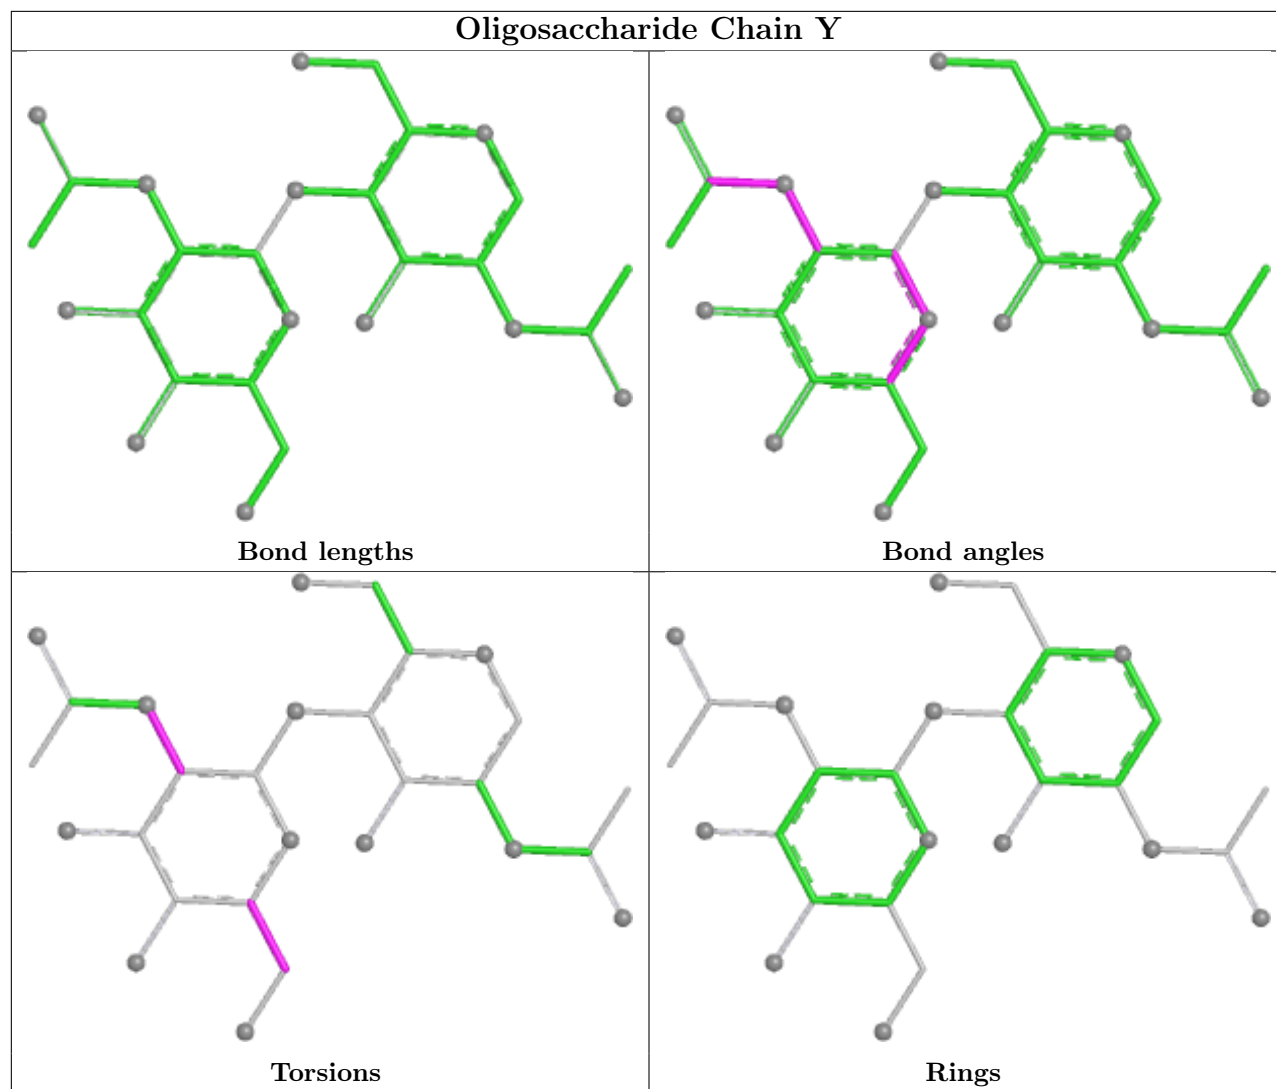 Oligosaccharide Chain Y
Bond lengths
Bond angles
Torsions
Rings